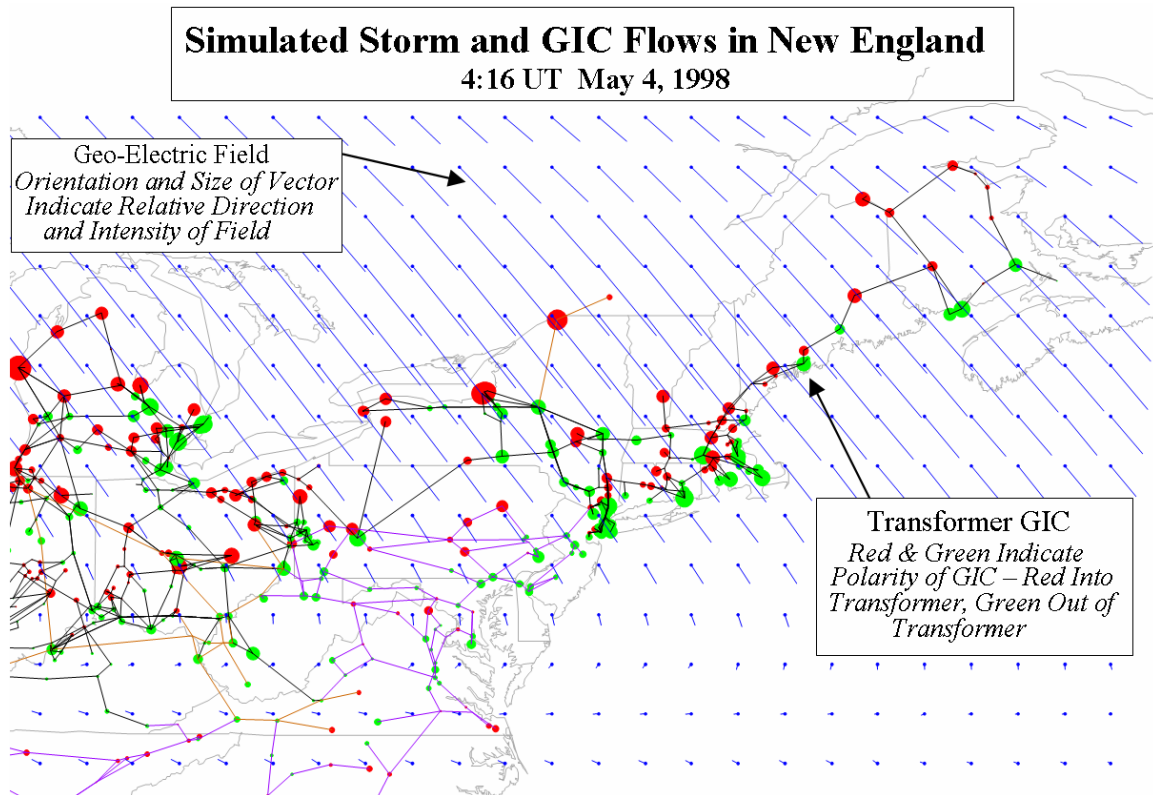 Simulated Storm and GIC Flows in New England
4:16 UT  May 4, 1998
Geo-Electric Field
Orientation and Size of Vector
Indicate Relative Direction
and Intensity of Field
Transformer GIC
Red & Green Indicate
Polarity of GIC – Red Into
Transformer, Green Out of
Transformer